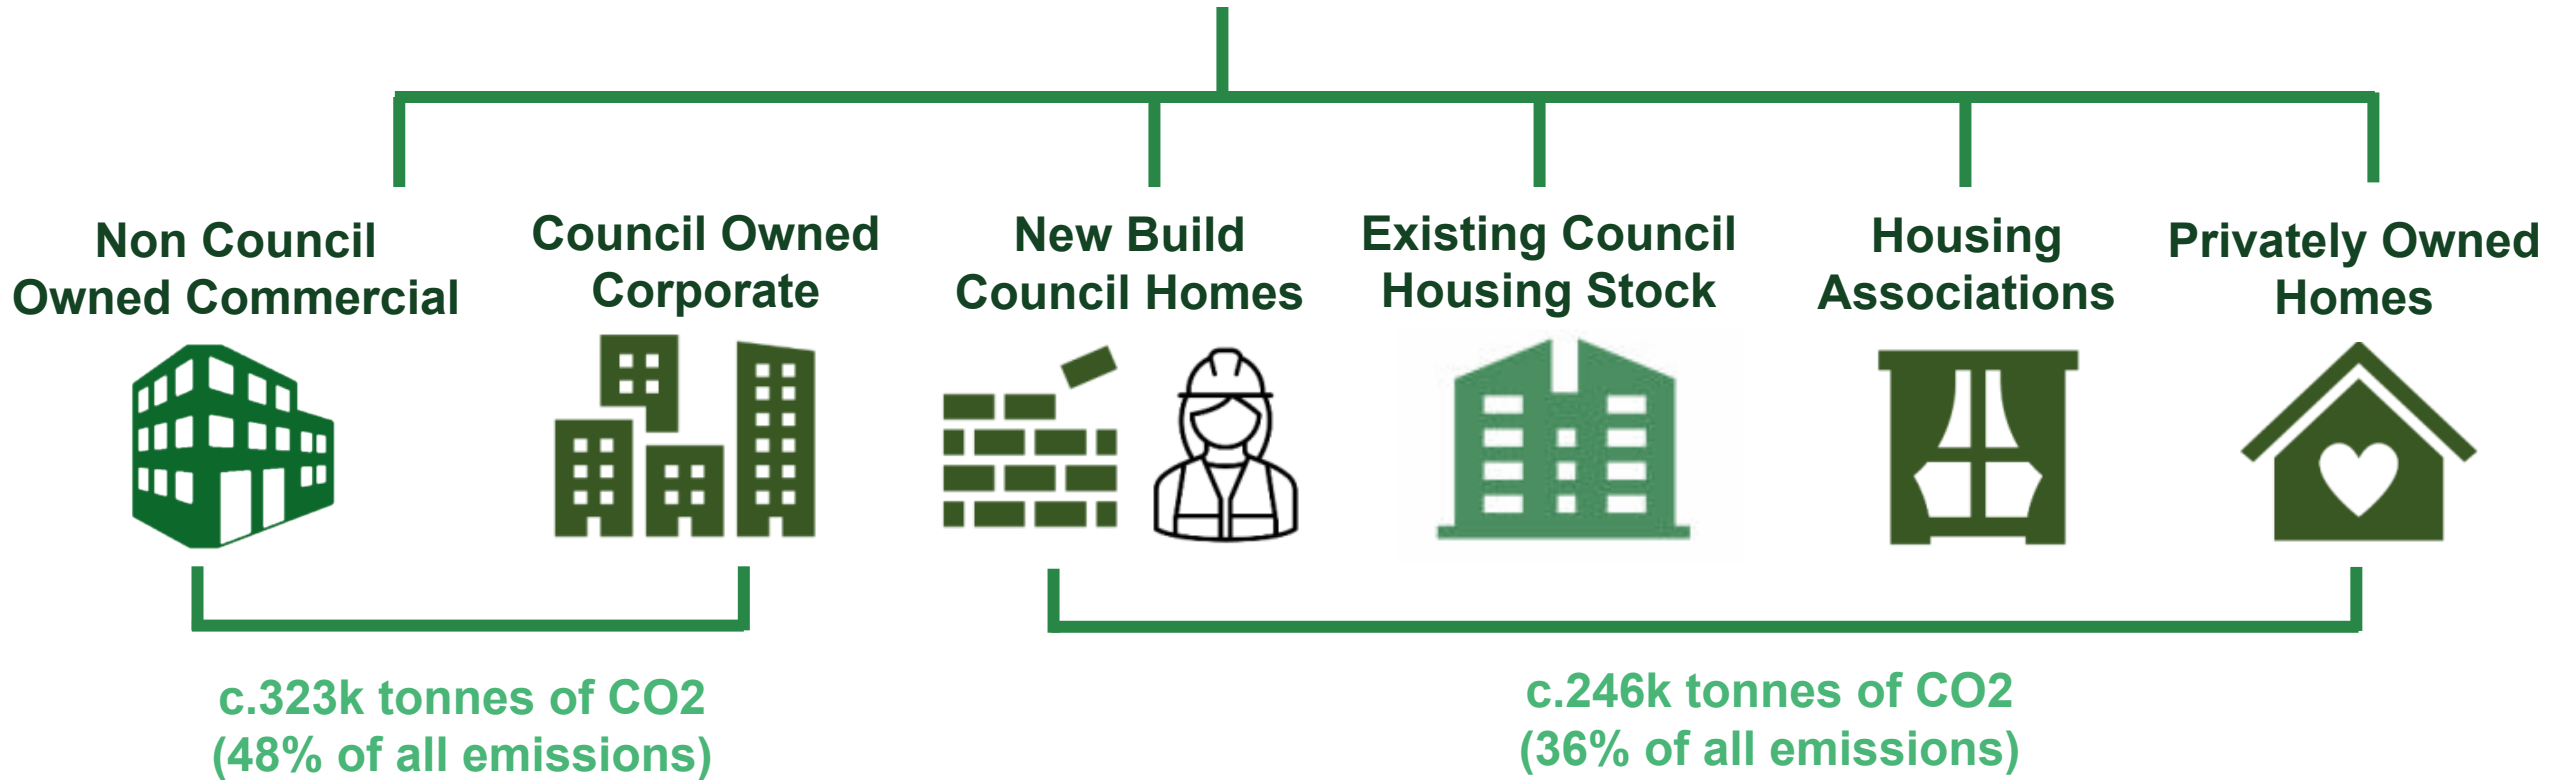 Non Council
Owned Commercial
Council Owned
Corporate
New Build
Council Homes
Existing Council
Housing Stock
Housing
Associations
Privately Owned
Homes
c.323k tonnes of CO2
(48% of all emissions)
c.246k tonnes of CO2
(36% of all emissions)